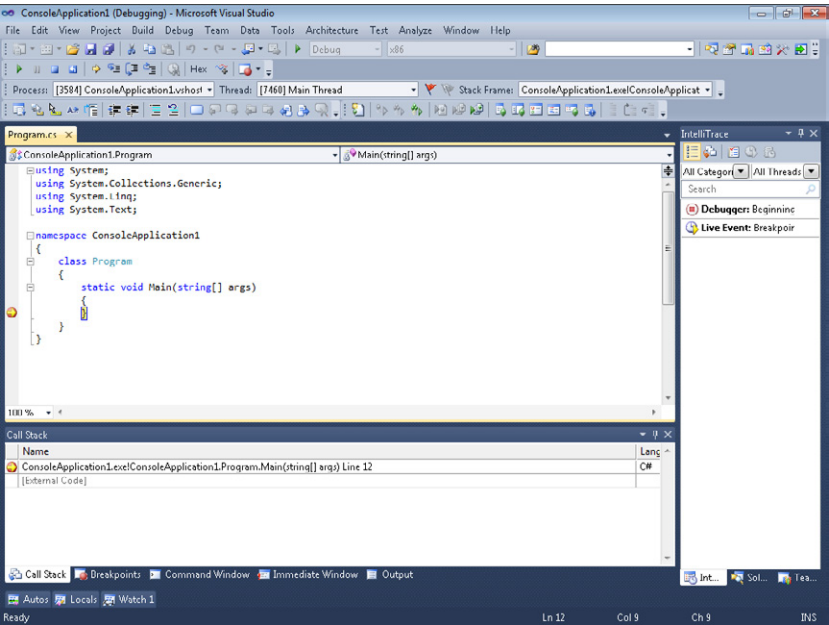 ConsoleApplication1 (Debugging) - Microsoft Visual Studio
File Edit View Project Build Debug Team Data Tools Architecture Test Analyze Window Help
Debug x86
Hex
Process: [3584] ConsoleApplication1.vshost Thread: [7460] Main Thread Stack Frame: ConsoleApplication1.exe!ConsoleApplicat
Program.cs
ConsoleApplication1.Program Main(string[] args)
using System;
using System.Collections.Generic;
using System.Linq;
using System.Text;
namespace ConsoleApplication1
{
class Program
{
static void Main(string[] args)
{
}
}
}
100 %
IntelliTrace
All Categori All Threads
Search
Debugger: Beginninc
Live Event: Breakpoir
Call Stack
Name Lang
ConsoleApplication1.exe!ConsoleApplication1.Program.Main(string[] args) Line 12 C#
[External Code]
Call Stack Breakpoints Command Window Immediate Window Output
Int... Sol... Tea...
Autos Locals Watch 1
Ready Ln 12 Col 9 Ch 9 INS